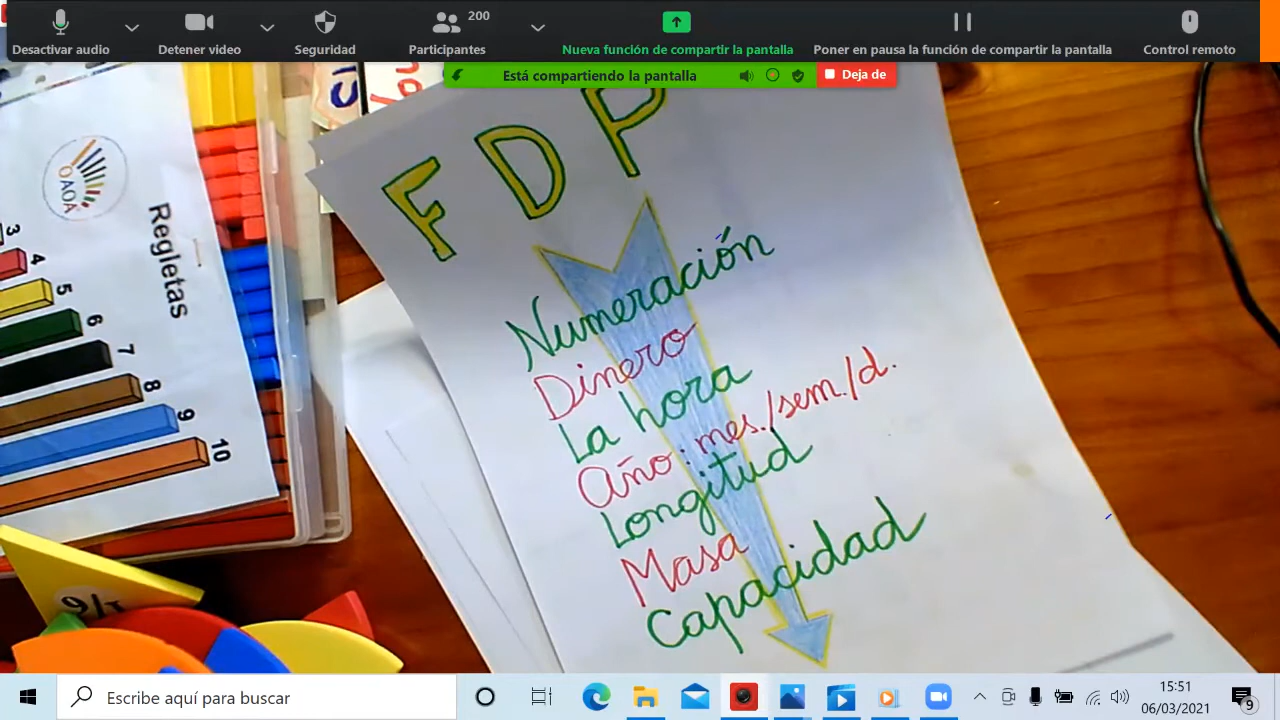 200
Desactivar audio
Detener video
Seguridad
Participantes
Nueva función de compartir la pantalla
Poner en pausa la función de compartir la pantalla
Control remoto
Está compartiendo la pantalla
Deja de
FDP
Numeración
Dinero
La hora
Año: mes./sem./d.
Longitud
Masa
Capacidad
OAOA
Regletas
3
4
5
6
7
8
9
10
Escribe aquí para buscar
15:51
06/03/2021
9